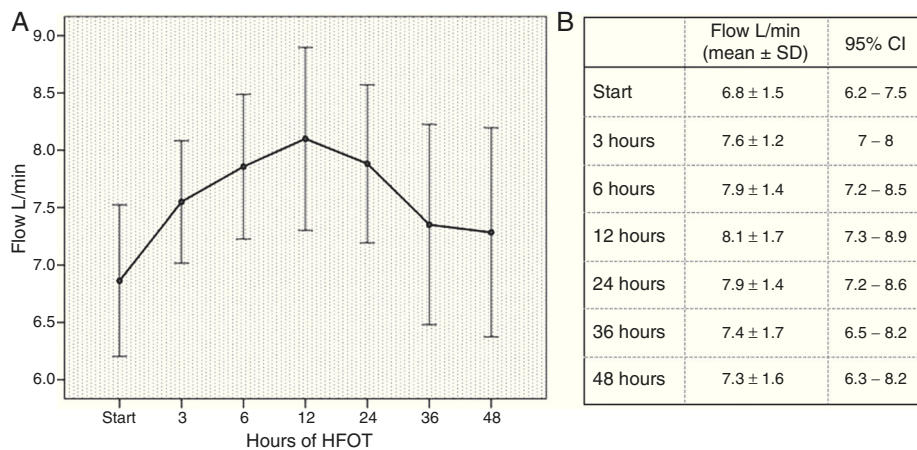 A
9.0
8.5
8.0
7.5
7.0
6.5
6.0
Flow L/min
Start 3 6 12 24 36 48
Hours of HFOT
B
Flow L/min (mean ± SD) 95% CI
Start 6.8 ± 1.5 6.2 – 7.5
3 hours 7.6 ± 1.2 7 – 8
6 hours 7.9 ± 1.4 7.2 – 8.5
12 hours 8.1 ± 1.7 7.3 – 8.9
24 hours 7.9 ± 1.4 7.2 – 8.6
36 hours 7.4 ± 1.7 6.5 – 8.2
48 hours 7.3 ± 1.6 6.3 – 8.2